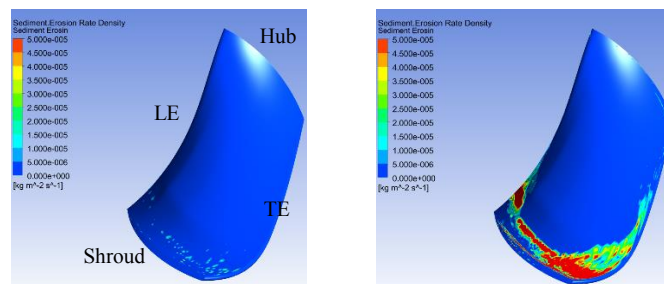 Sediment.Erosion Rate Density
Sediment Erosin
5.000e-005
4.500e-005
4.000e-005
3.500e-005
3.000e-005
2.500e-005
2.000e-005
1.500e-005
1.000e-005
5.000e-006
0.000e+000
[kg m^-2 s^-1]
Hub
LE
TE
Shroud
Sediment.Erosion Rate Density
Sediment Erosin
5.000e-005
4.500e-005
4.000e-005
3.500e-005
3.000e-005
2.500e-005
2.000e-005
1.500e-005
1.000e-005
5.000e-006
0.000e+000
[kg m^-2 s^-1]